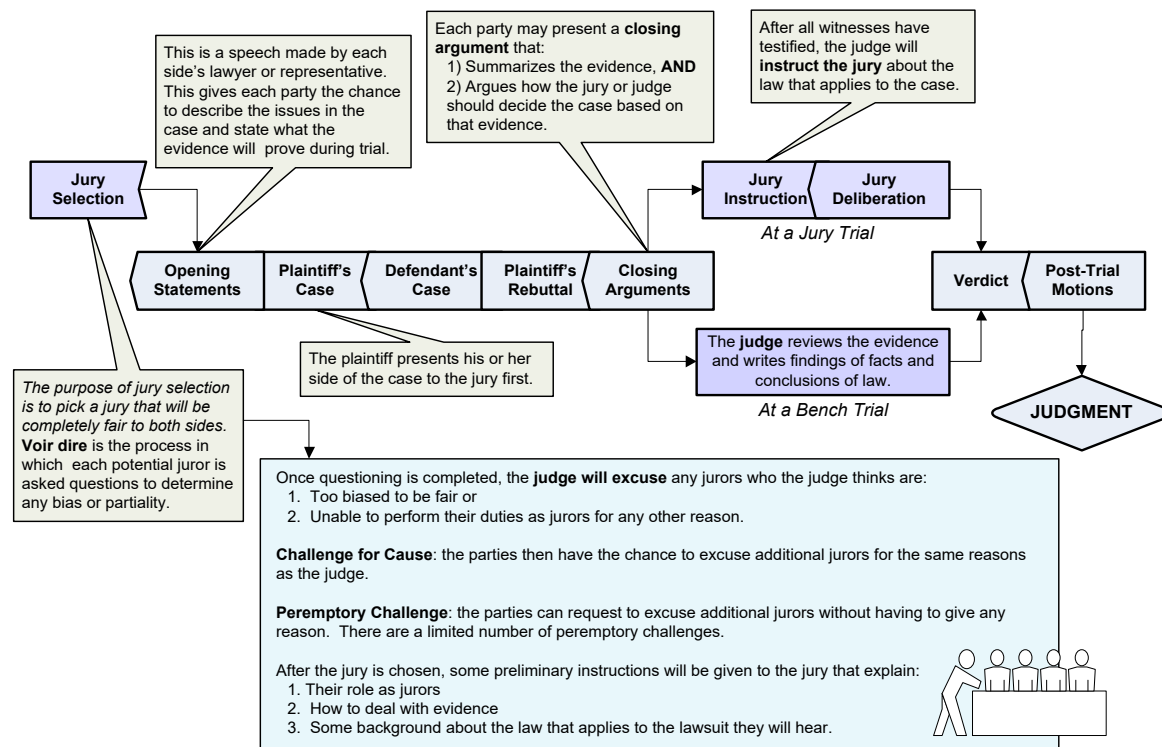 This is a speech made by each
side's lawyer or representative.
This gives each party the chance
to describe the issues in the
case and state what the
evidence will prove during trial.
Each party may present a closing
argument that:
1) Summarizes the evidence, AND
2) Argues how the jury or judge
should decide the case based on
that evidence.
After all witnesses have
testified, the judge will
instruct the jury about the
law that applies to the case.
Jury
Selection
Jury
Instruction
Jury
Deliberation
At a Jury Trial
Opening
Statements
Plaintiff's
Case
Defendant's
Case
Plaintiff's
Rebuttal
Closing
Arguments
Verdict
Post-Trial
Motions
The judge reviews the evidence
and writes findings of facts and
conclusions of law.
At a Bench Trial
The plaintiff presents his or her
side of the case to the jury first.
JUDGMENT
The purpose of jury selection
is to pick a jury that will be
completely fair to both sides.
Voir dire is the process in
which each potential juror is
asked questions to determine
any bias or partiality.
Once questioning is completed, the judge will excuse any jurors who the judge thinks are:
1. Too biased to be fair or
2. Unable to perform their duties as jurors for any other reason.
Challenge for Cause: the parties then have the chance to excuse additional jurors for the same reasons
as the judge.
Peremptory Challenge: the parties can request to excuse additional jurors without having to give any
reason. There are a limited number of peremptory challenges.
After the jury is chosen, some preliminary instructions will be given to the jury that explain:
1. Their role as jurors
2. How to deal with evidence
3. Some background about the law that applies to the lawsuit they will hear.